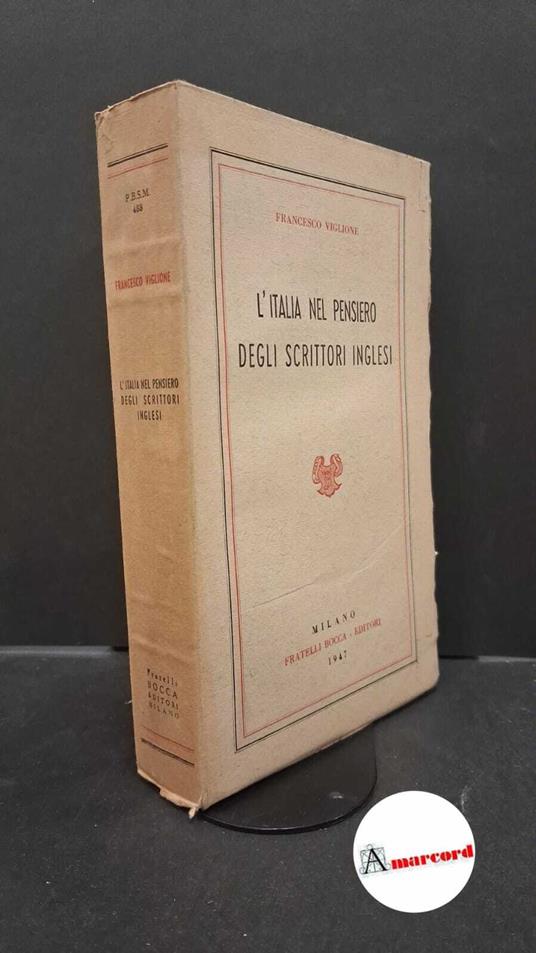 P.B.S.M.
488
FRANCESCO VIGLIONE
L'ITALIA NEL PENSIERO
DEGLI SCRITTORI
INGLESI
Fratelli
BOCCA
EDITORI
MILANO
FRANCESCO VIGLIONE
L'ITALIA NEL PENSIERO
DEGLI SCRITTORI INGLESI
MILANO
FRATELLI BOCCA - EDITORI
1947
Amarcord